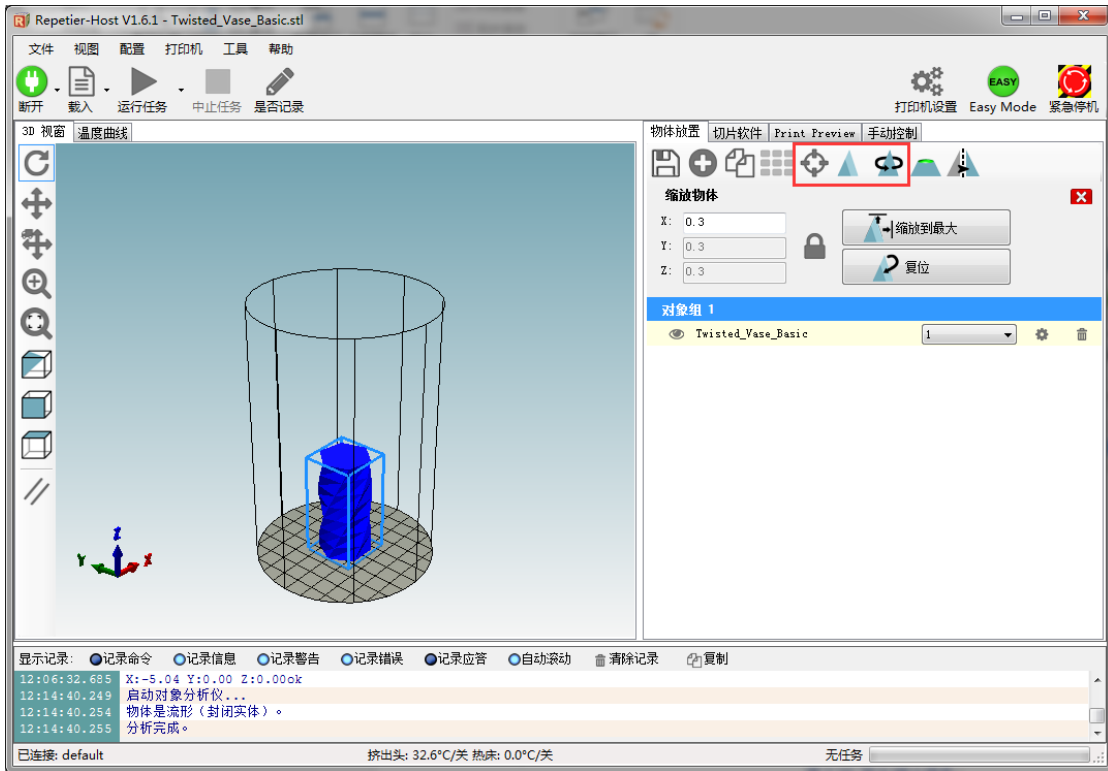 Repetier-Host V1.6.1 - Twisted_Vase_Basic.stl
文件 视图 配置 打印机 工具 帮助
断开 载入 运行任务 中止任务 是否记录 打印机设置 EASY Easy Mode 紧急停机
3D 视窗 温度曲线
物体放置 切片软件 Print Preview 手动控制
缩放物体
X: 0.3
缩放到最大
Y: 0.3
Z: 0.3
复位
对象组 1
Twisted_Vase_Basic 1
Z
Y X
显示记录: 记录命令 记录信息 记录警告 记录错误 记录应答 自动滚动 清除记录 复制
12:06:32.685 X:-5.04 Y:0.00 Z:0.00ok
12:14:40.249 启动对象分析仪...
12:14:40.254 物体是流形（封闭实体）。
12:14:40.255 分析完成。
已连接: default 挤出头: 32.6°C/关 热床: 0.0°C/关 无任务